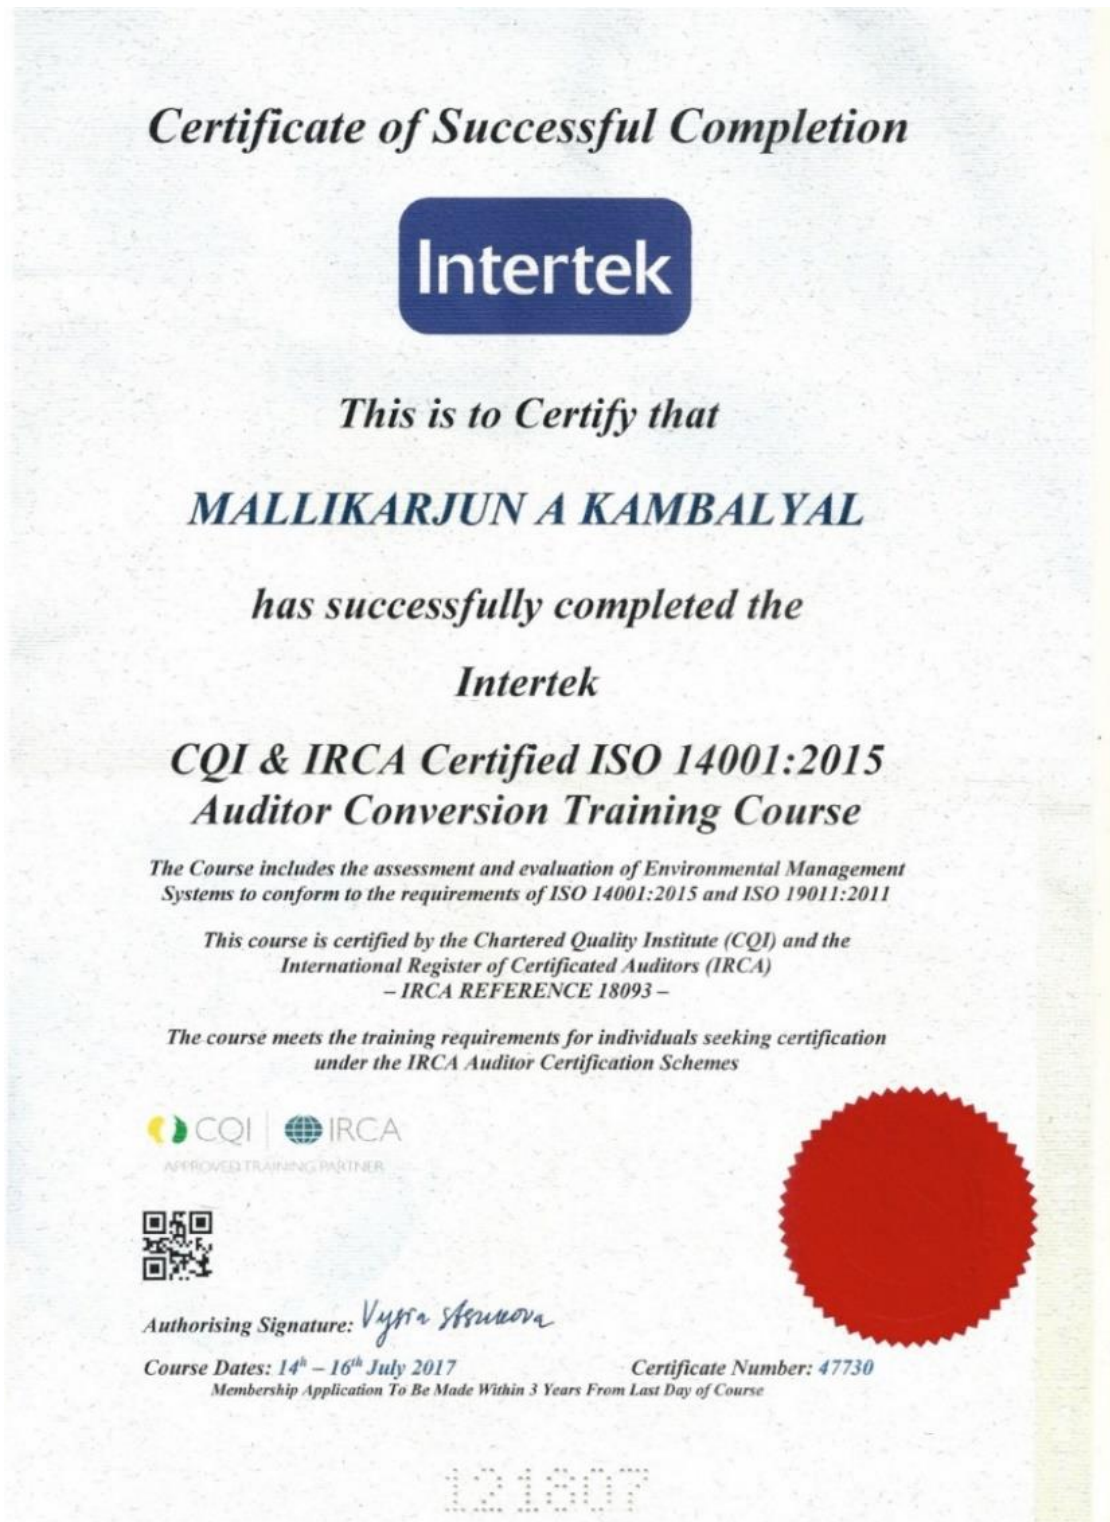 Certificate of Successful Completion
Intertek
This is to Certify that
MALLIKARJUN A KAMBALYAL
has successfully completed the
Intertek
CQI & IRCA Certified ISO 14001:2015
Auditor Conversion Training Course
The Course includes the assessment and evaluation of Environmental Management
Systems to conform to the requirements of ISO 14001:2015 and ISO 19011:2011
This course is certified by the Chartered Quality Institute (CQI) and the
International Register of Certificated Auditors (IRCA)
– IRCA REFERENCE 18093 –
The course meets the training requirements for individuals seeking certification
under the IRCA Auditor Certification Schemes
CQI IRCA
APPROVED TRAINING PARTNER
Authorising Signature:
Course Dates: 14h – 16th July 2017 Certificate Number: 47730
Membership Application To Be Made Within 3 Years From Last Day of Course
121807